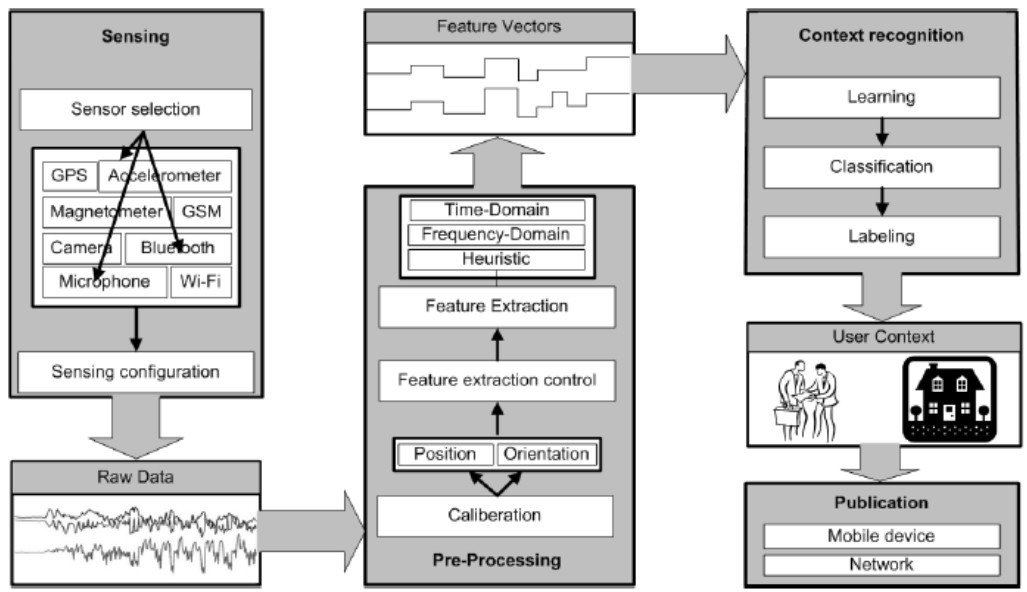 Sensing
Sensor selection
GPS
Accelerometer
Magnetometer
GSM
Camera
Bluetooth
Microphone
Wi-Fi
Sensing configuration
Raw Data
Feature Vectors
Time-Domain
Frequency-Domain
Heuristic
Feature Extraction
Feature extraction control
Position
Orientation
Caliberation
Pre-Processing
Context recognition
Learning
Classification
Labeling
User Context
Publication
Mobile device
Network